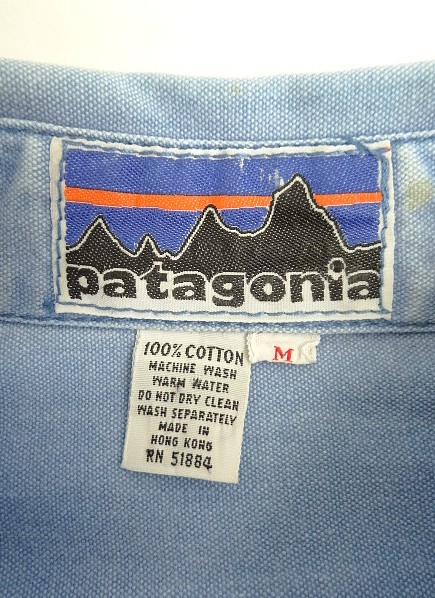 patagonia
100% COTTON
MACHINE WASH
WARM WATER
DO NOT DRY CLEAN
WASH SEPARATELY
MADE IN
HONG KONG
RN 51884
M